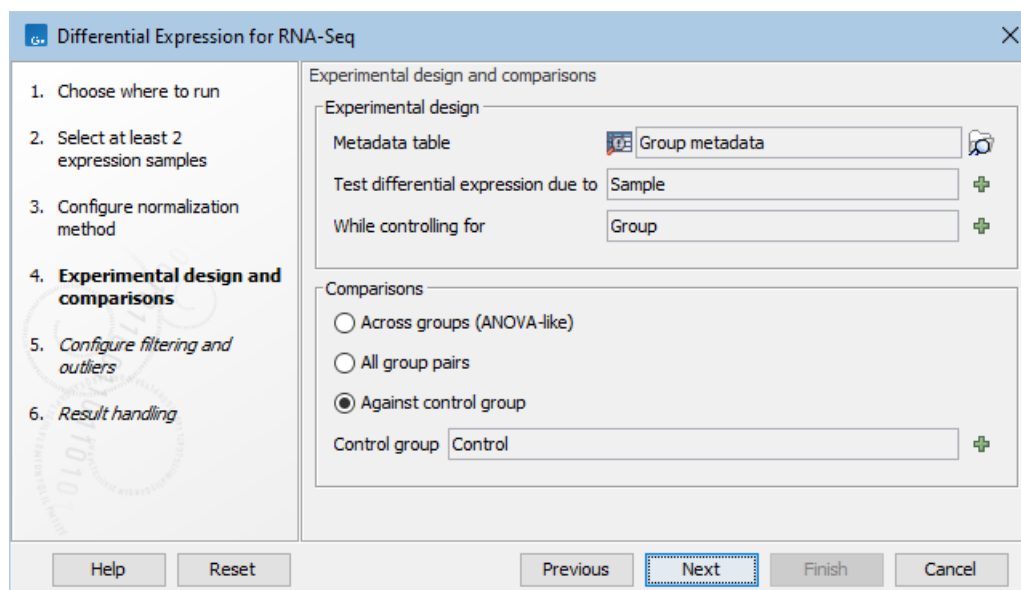 Differential Expression for RNA-Seq
1. Choose where to run
2. Select at least 2
expression samples
3. Configure normalization
method
4. Experimental design and
comparisons
5. Configure filtering and
outliers
6. Result handling
Experimental design and comparisons
Experimental design
Metadata table Group metadata
Test differential expression due to Sample
While controlling for Group
Comparisons
Across groups (ANOVA-like)
All group pairs
Against control group
Control group Control
Help Reset Previous Next Finish Cancel